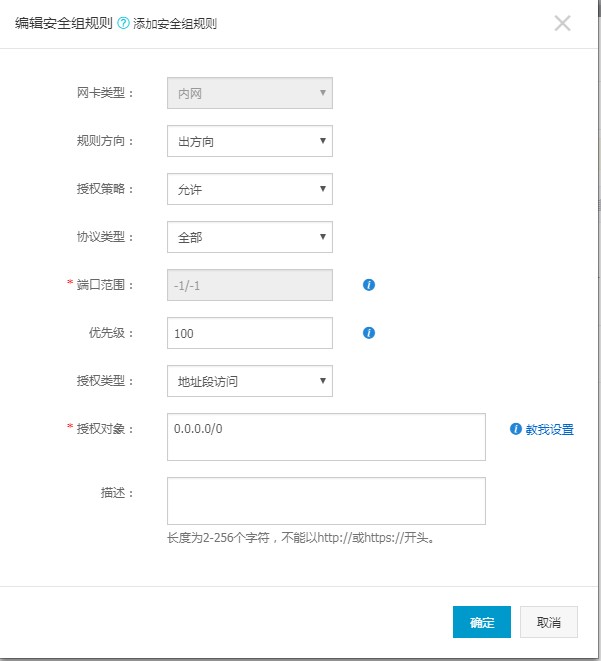 编辑安全组规则 ? 添加安全组规则
网卡类型： 内网
规则方向： 出方向
授权策略： 允许
协议类型： 全部
* 端口范围： -1/-1
优先级： 100
授权类型： 地址段访问
* 授权对象： 0.0.0.0/0 教我设置
描述：
长度为2-256个字符，不能以http://或https://开头。
确定 取消